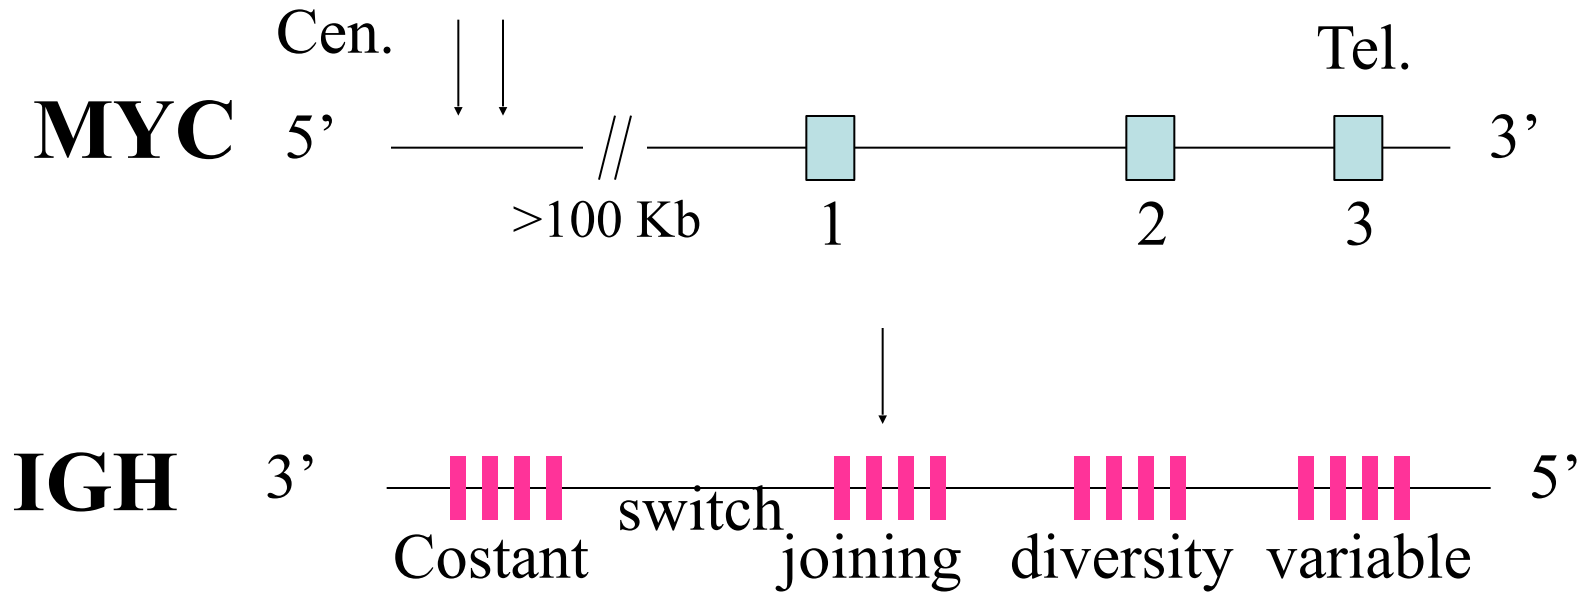 Cen.
Tel.
MYC 5’ 3’
>100 Kb 1 2 3
IGH 3’ 5’
switch
Costant joining diversity variable